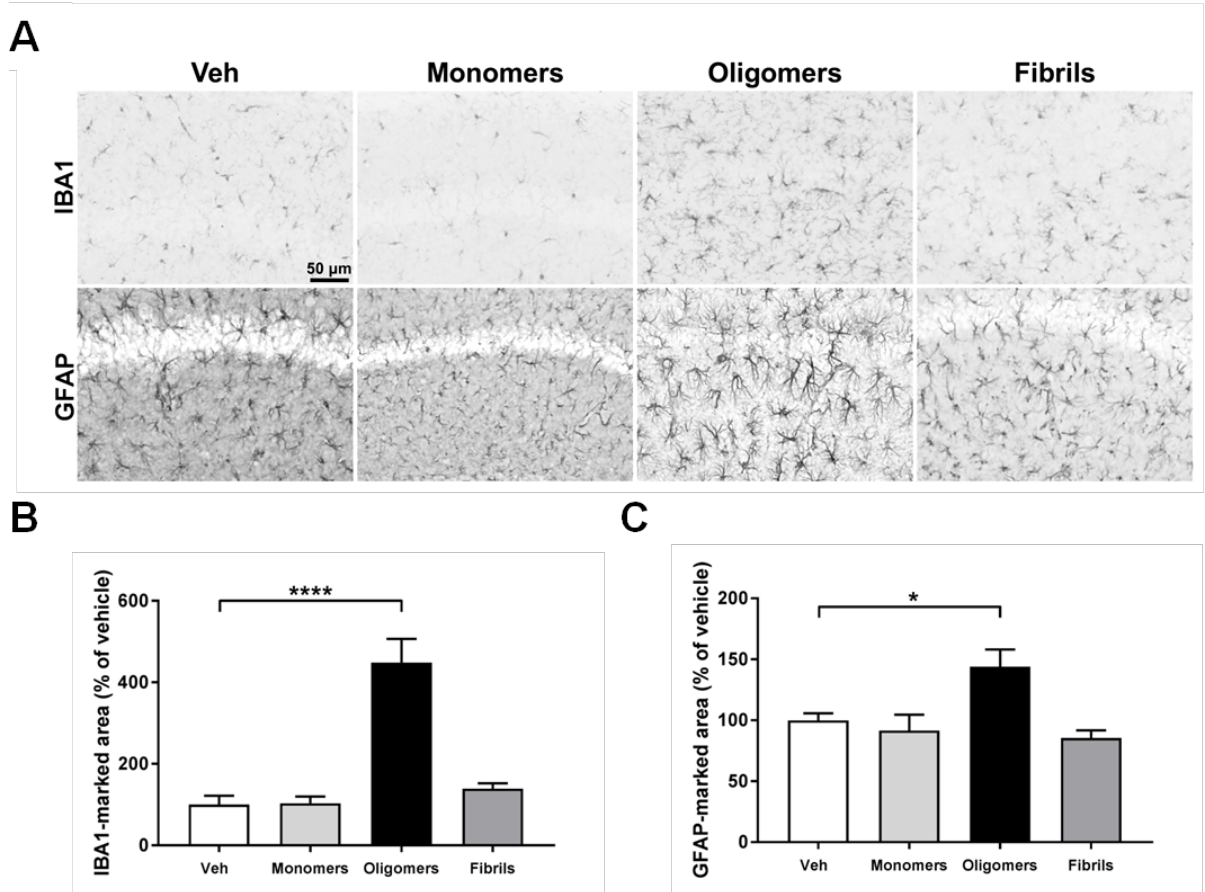 A
Veh Monomers Oligomers Fibrils
IBA1
50 µm
GFAP
B
IBA1-marked area (% of vehicle)
600
400
200
0
****
Veh Monomers Oligomers Fibrils
C
GFAP-marked area (% of vehicle)
200
150
100
50
0
*
Veh Monomers Oligomers Fibrils